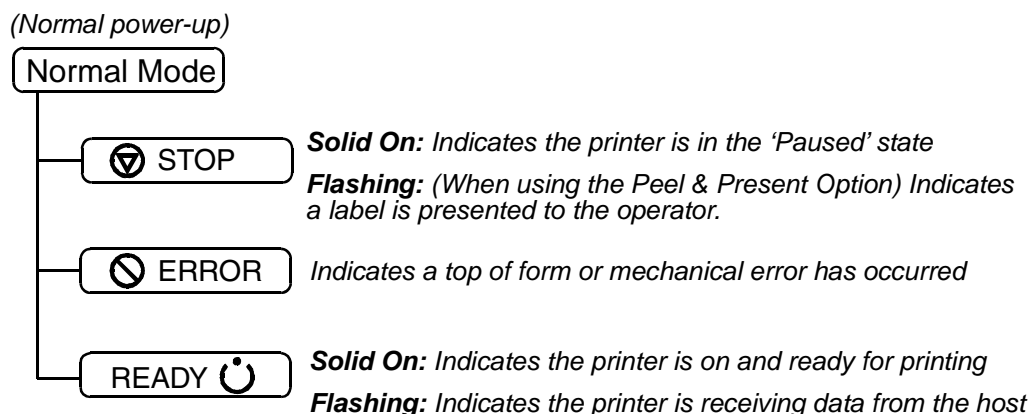 (Normal power-up)
Normal Mode
STOP
Solid On: Indicates the printer is in the ‘Paused’ state
Flashing: (When using the Peel & Present Option) Indicates
a label is presented to the operator.
ERROR
Indicates a top of form or mechanical error has occurred
READY
Solid On: Indicates the printer is on and ready for printing
Flashing: Indicates the printer is receiving data from the host